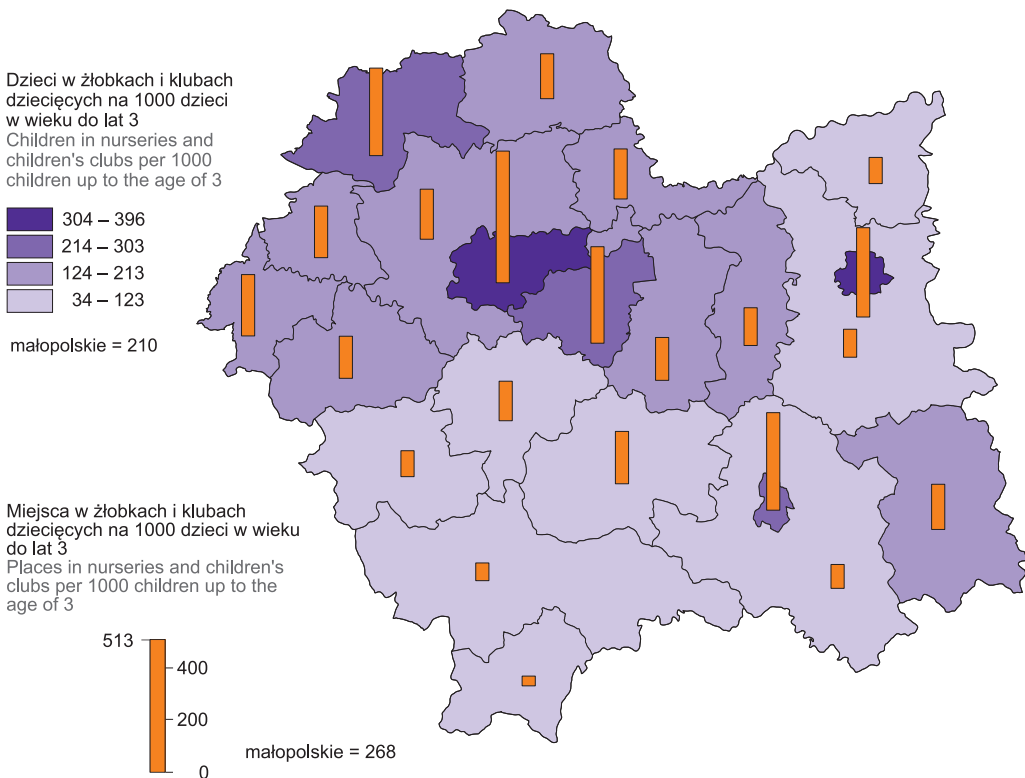 Dzieci w żłobkach i klubach
dziecięcych na 1000 dzieci
w wieku do lat 3
Children in nurseries and
children's clubs per 1000
children up to the age of 3
304 – 396
214 – 303
124 – 213
34 – 123
małopolskie = 210
Miejsca w żłobkach i klubach
dziecięcych na 1000 dzieci w wieku
do lat 3
Places in nurseries and children's
clubs per 1000 children up to the
age of 3
513
400
200
0
małopolskie = 268